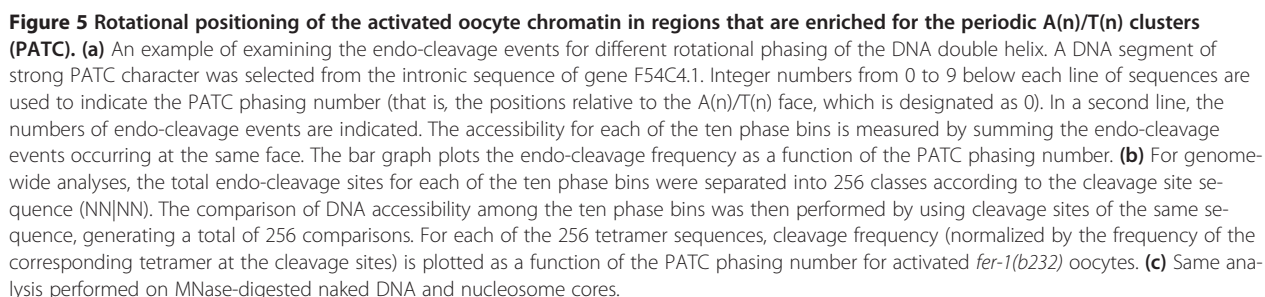 Figure 5 Rotational positioning of the activated oocyte chromatin in regions that are enriched for the periodic A(n)/T(n) clusters
(PATC). (a) An example of examining the endo-cleavage events for different rotational phasing of the DNA double helix. A DNA segment of
strong PATC character was selected from the intronic sequence of gene F54C4.1. Integer numbers from 0 to 9 below each line of sequences are
used to indicate the PATC phasing number (that is, the positions relative to the A(n)/T(n) face, which is designated as 0). In a second line, the
numbers of endo-cleavage events are indicated. The accessibility for each of the ten phase bins is measured by summing the endo-cleavage
events occurring at the same face. The bar graph plots the endo-cleavage frequency as a function of the PATC phasing number. (b) For genome-
wide analyses, the total endo-cleavage sites for each of the ten phase bins were separated into 256 classes according to the cleavage site se-
quence (NN|NN). The comparison of DNA accessibility among the ten phase bins was then performed by using cleavage sites of the same se-
quence, generating a total of 256 comparisons. For each of the 256 tetramer sequences, cleavage frequency (normalized by the frequency of the
corresponding tetramer at the cleavage sites) is plotted as a function of the PATC phasing number for activated fer-1(b232) oocytes. (c) Same ana-
lysis performed on MNase-digested naked DNA and nucleosome cores.